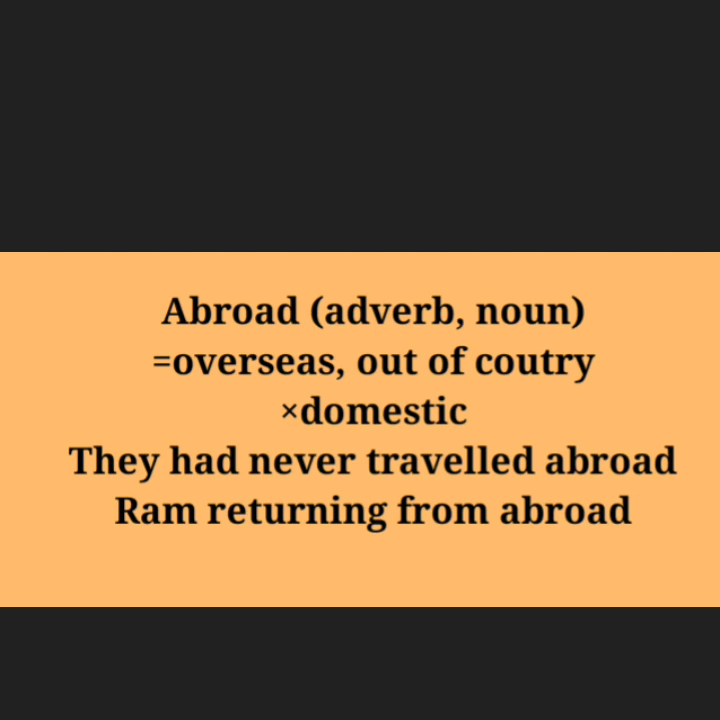 Abroad (adverb, noun)
=overseas, out of coutry
×domestic
They had never travelled abroad
Ram returning from abroad